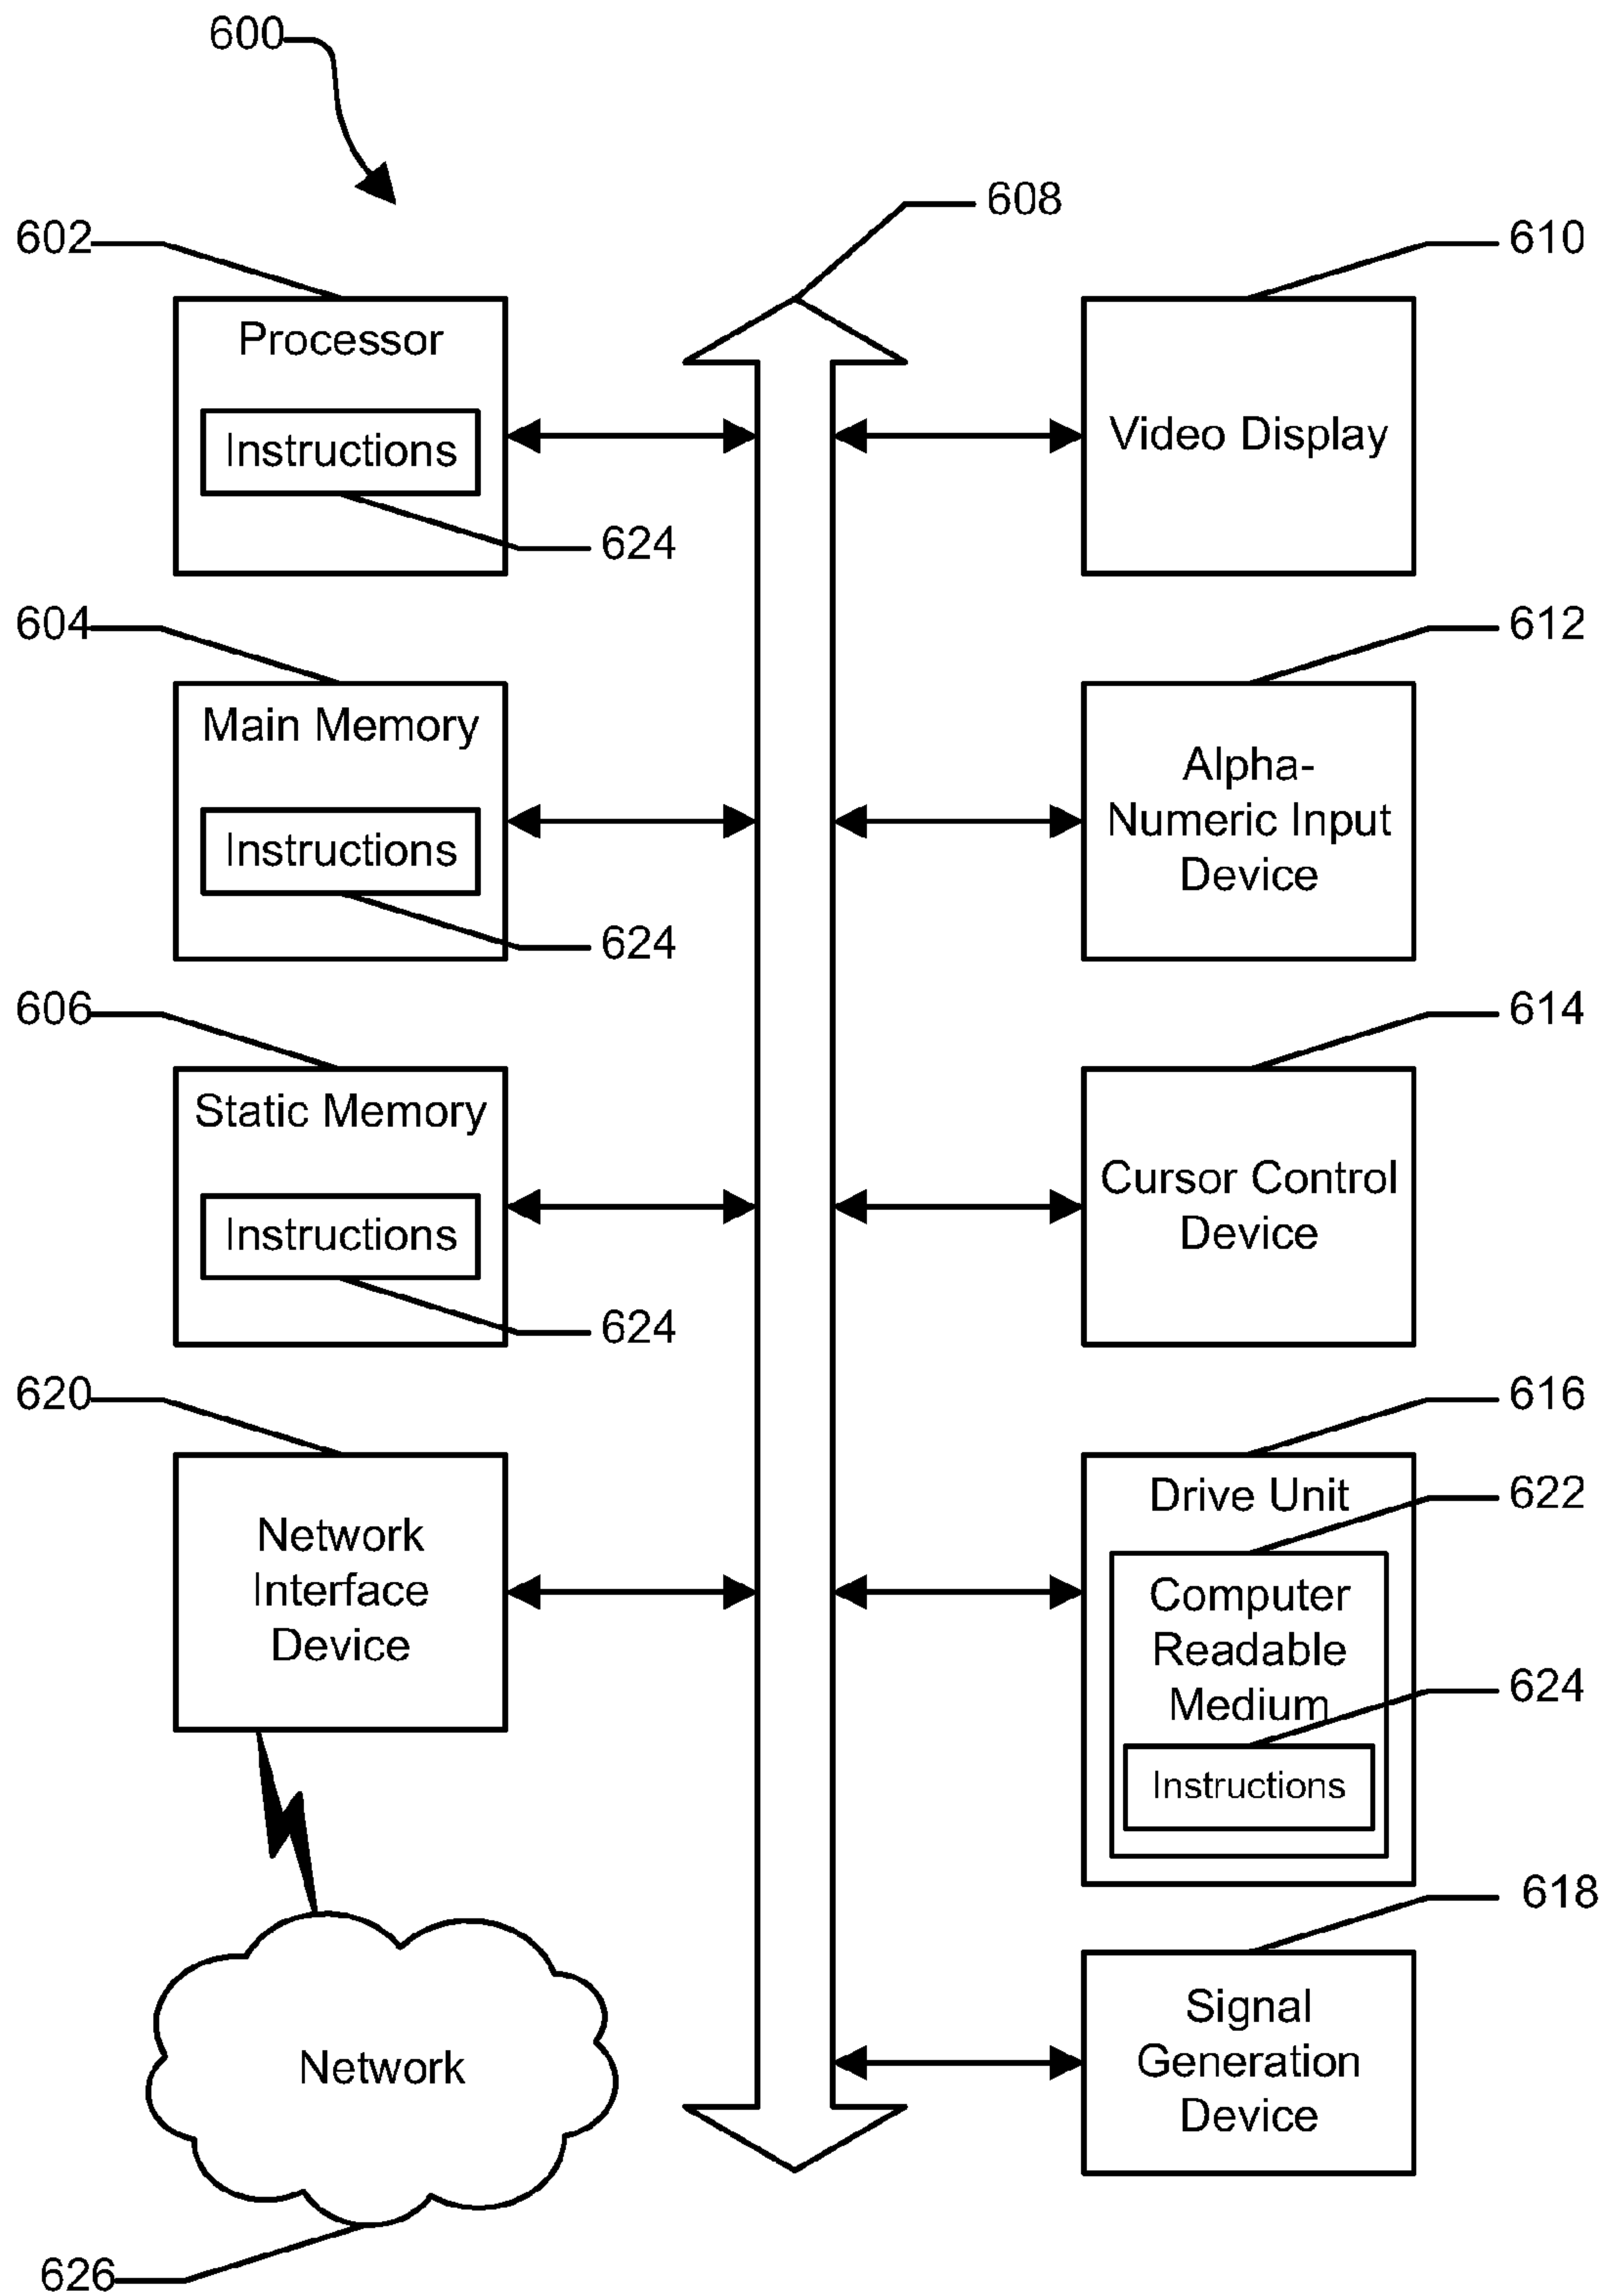 600
608
602
Processor
Instructions
624
604
Main Memory
Instructions
624
606
Static Memory
Instructions
624
620
Network
Interface
Device
Network
626
610
Video Display
612
Alpha-
Numeric Input
Device
614
Cursor Control
Device
616
Drive Unit
622
Computer
Readable
Medium
624
Instructions
618
Signal
Generation
Device